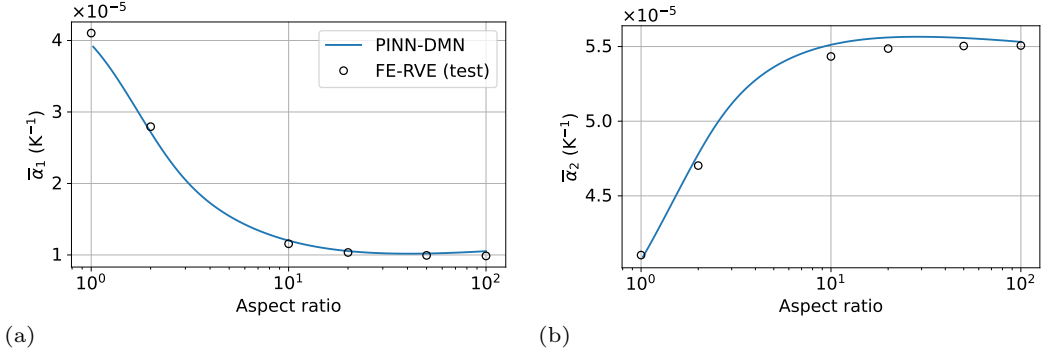 ×10⁻⁵
4
3
2
1
ᾱ₁ (K⁻¹)
PINN-DMN
FE-RVE (test)
10⁰
10¹
10²
Aspect ratio
(a)
×10⁻⁵
5.5
5.0
4.5
ᾱ₂ (K⁻¹)
10⁰
10¹
10²
Aspect ratio
(b)